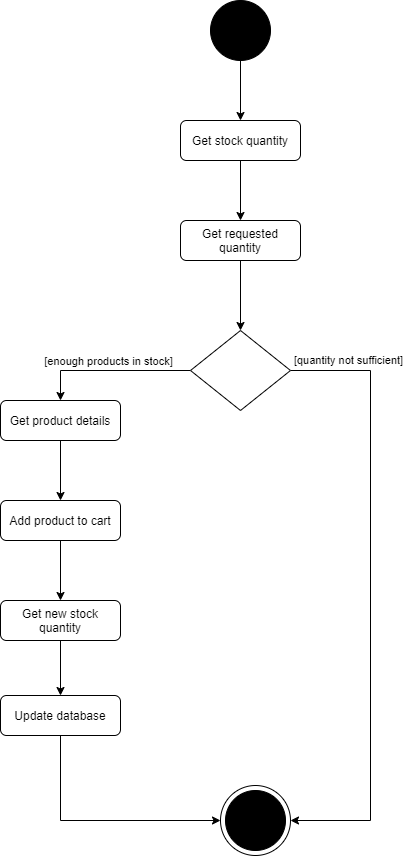 Get stock quantity
Get requested
quantity
[enough products in stock]
[quantity not sufficient]
Get product details
Add product to cart
Get new stock
quantity
Update database